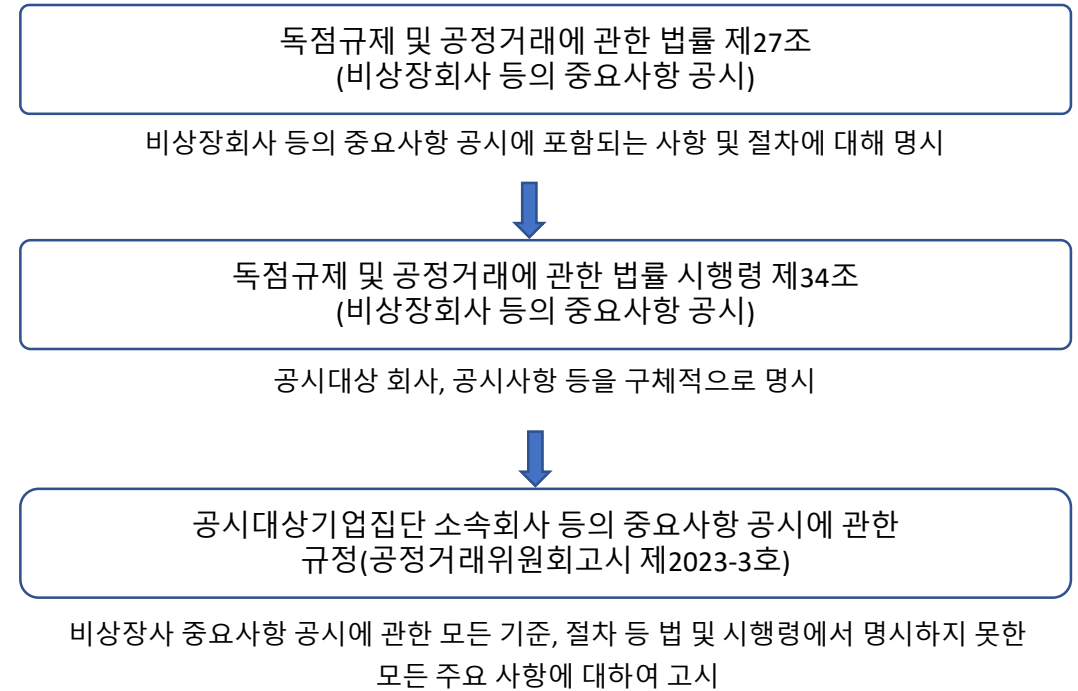 독점규제 및 공정거래에 관한 법률 제27조
(비상장회사 등의 중요사항 공시)
비상장회사 등의 중요사항 공시에 포함되는 사항 및 절차에 대해 명시
독점규제 및 공정거래에 관한 법률 시행령 제34조
(비상장회사 등의 중요사항 공시)
공시대상 회사, 공시사항 등을 구체적으로 명시
공시대상기업집단 소속회사 등의 중요사항 공시에 관한
규정(공정거래위원회고시 제2023-3호)
비상장사 중요사항 공시에 관한 모든 기준, 절차 등 법 및 시행령에서 명시하지 못한
모든 주요 사항에 대하여 고시